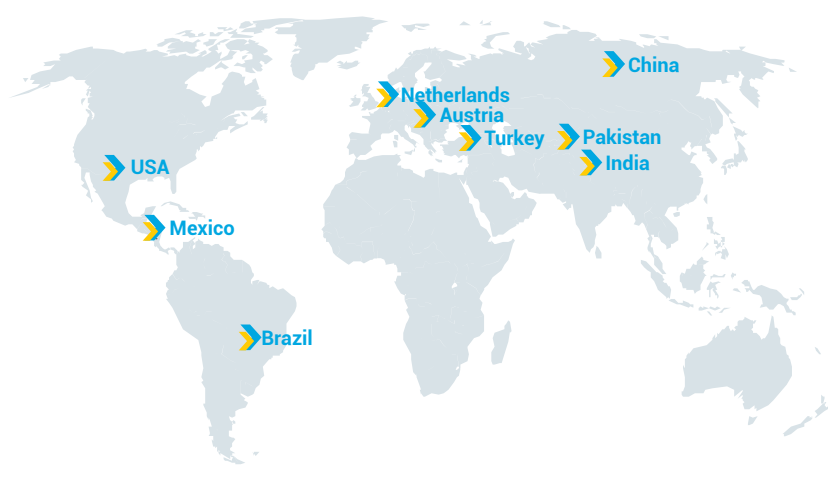 China
Netherlands
Austria
Turkey
Pakistan
India
USA
Mexico
Brazil